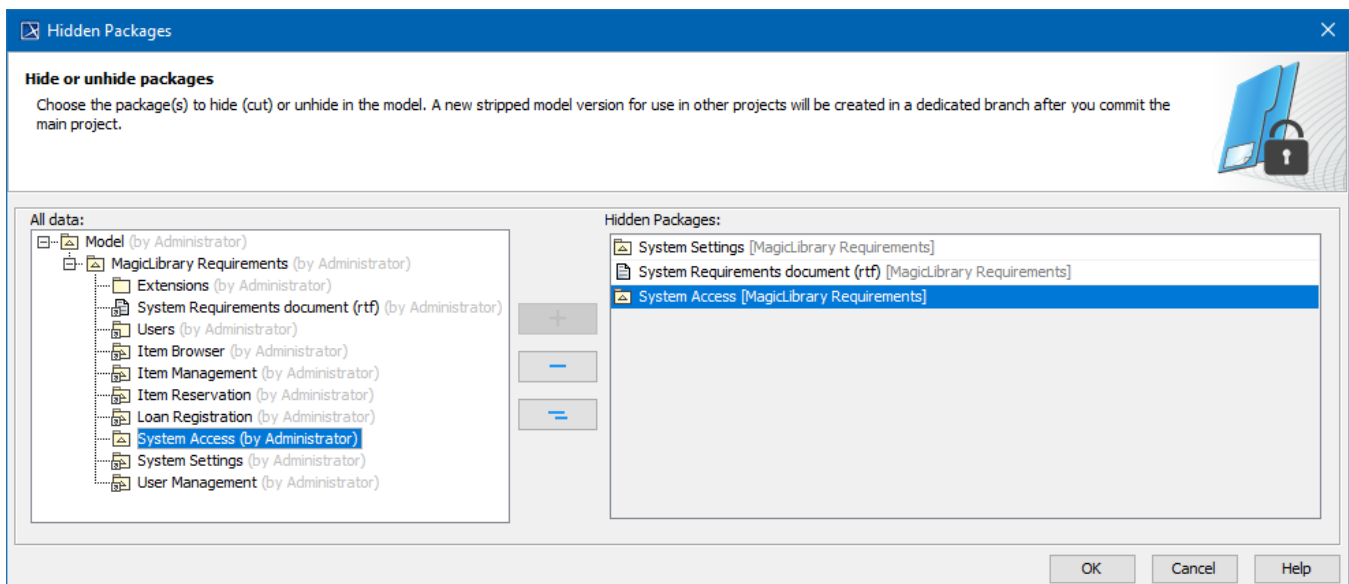 Hidden Packages
Hide or unhide packages
Choose the package(s) to hide (cut) or unhide in the model. A new stripped model version for use in other projects will be created in a dedicated branch after you commit the
main project.
All data:
Model (by Administrator)
MagicLibrary Requirements (by Administrator)
Extensions (by Administrator)
System Requirements document (rtf) (by Administrator)
Users (by Administrator)
Item Browser (by Administrator)
Item Management (by Administrator)
Item Reservation (by Administrator)
Loan Registration (by Administrator)
System Access (by Administrator)
System Settings (by Administrator)
User Management (by Administrator)
Hidden Packages:
System Settings [MagicLibrary Requirements]
System Requirements document (rtf) [MagicLibrary Requirements]
System Access [MagicLibrary Requirements]
OK
Cancel
Help